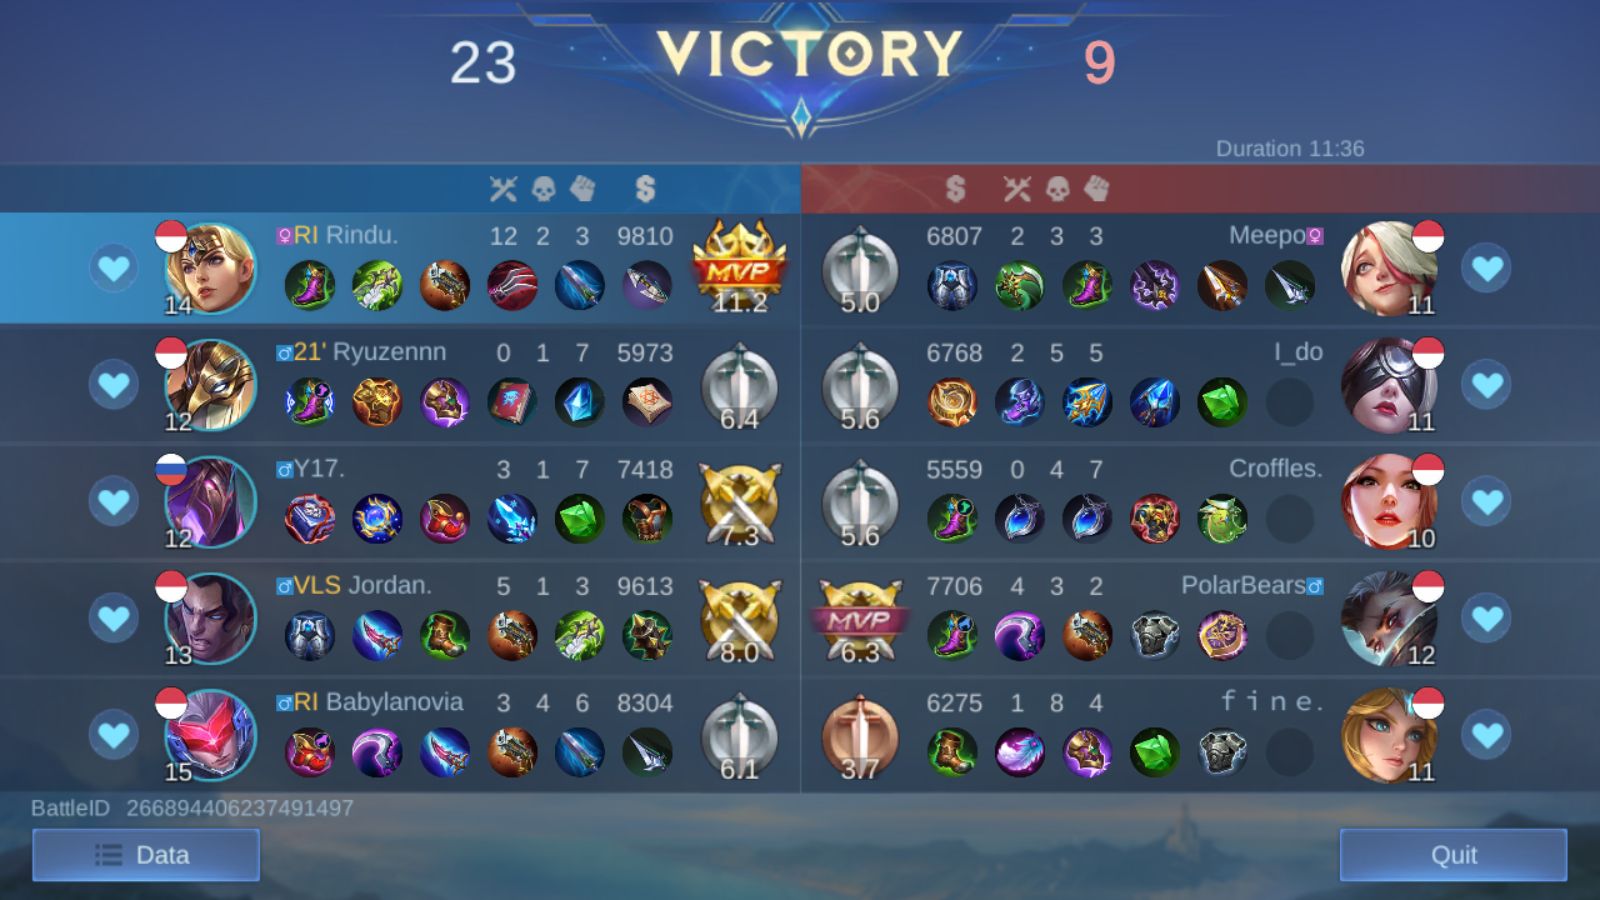 23 VICTORY 9
Duration 11:36
RI Rindu. 12 2 3 9810 MVP 11.2 14
5.0 6807 2 3 3 Meepo 11
21' Ryuzennn 0 1 7 5973 6.4 12
5.6 6768 2 5 5 I_do 11
Y17. 3 1 7 7418 7.3 12
5.6 5559 0 4 7 Croffles. 10
VLS Jordan. 5 1 3 9613 8.0 13
MVP 6.3 7706 4 3 2 PolarBears 12
RI Babylanovia 3 4 6 8304 6.1 15
3.7 6275 1 8 4 f i n e . 11
BattleID 266894406237491497
Data
Quit